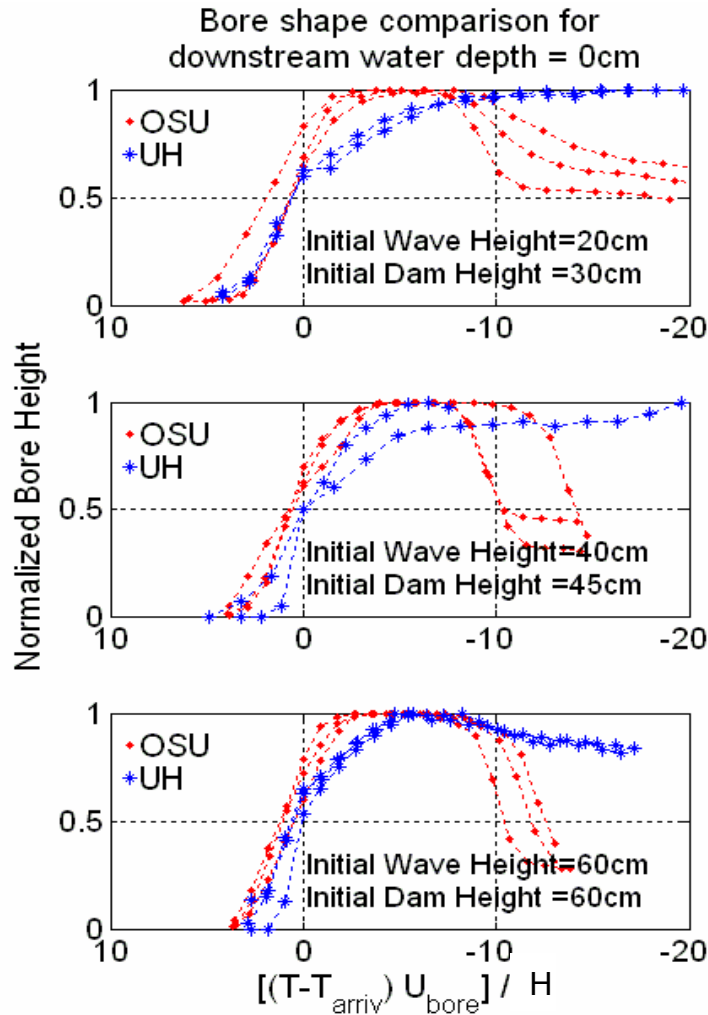 Bore shape comparison for
downstream water depth = 0cm
Normalized Bore Height
1
OSU
UH
0.5
Initial Wave Height=20cm
Initial Dam Height =30cm
0
10 0 -10 -20
1
OSU
UH
0.5
Initial Wave Height=40cm
Initial Dam Height =45cm
0
10 0 -10 -20
1
OSU
UH
0.5
Initial Wave Height=60cm
Initial Dam Height =60cm
0
10 0 -10 -20
[(T-T_arriv) U_bore] / H